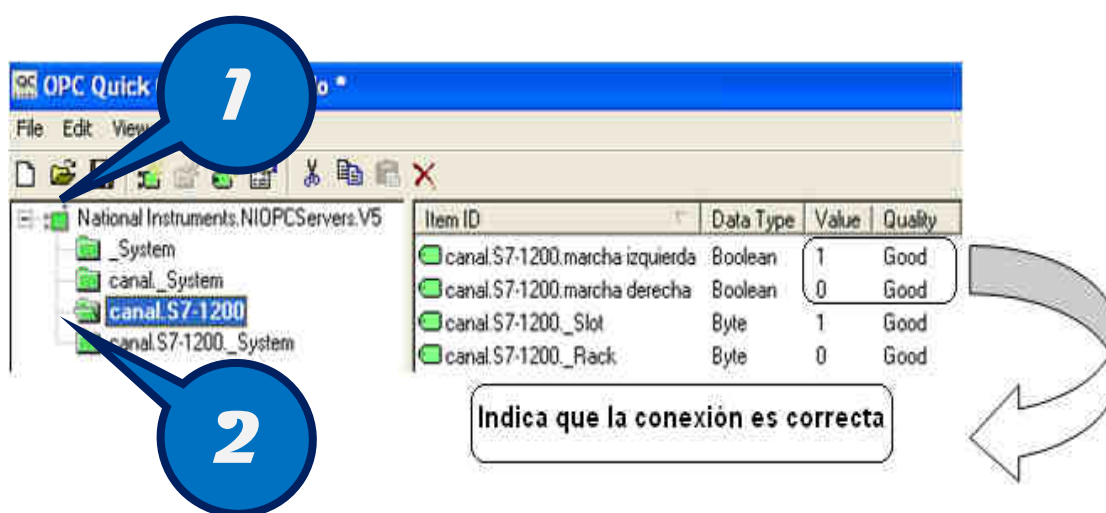 1
OPC Quick
o *
File Edit View
National Instruments.NIOPCServers.V5
_System
canal._System
canal.S7-1200
canal.S7-1200._System
Item ID Data Type Value Quality
canal.S7-1200.marcha izquierda Boolean 1 Good
canal.S7-1200.marcha derecha Boolean 0 Good
canal.S7-1200._Slot Byte 1 Good
canal.S7-1200._Rack Byte 0 Good
Indica que la conexión es correcta
2